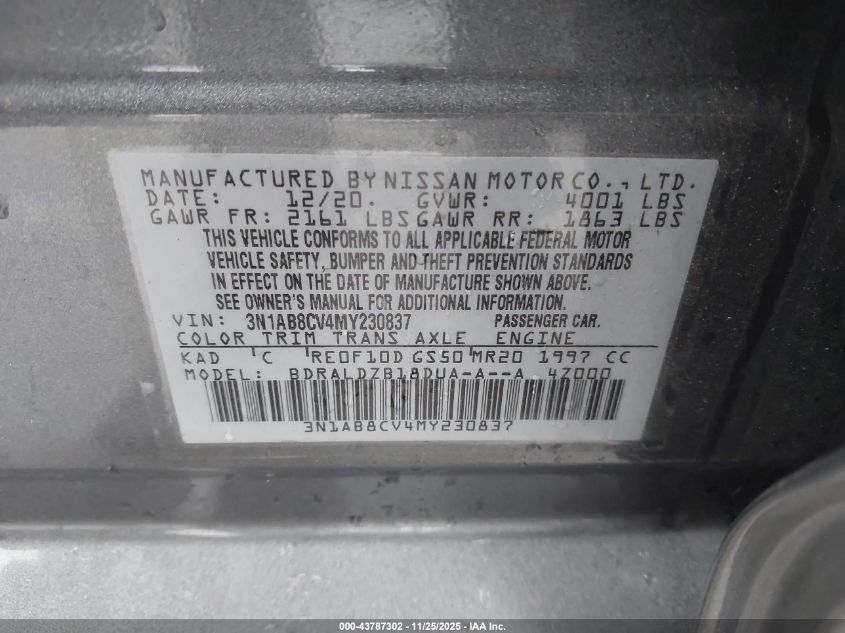 MANUFACTURED BY NISSAN MOTOR CO., LTD.
DATE: 12/20. GVWR: 4001 LBS
GAWR FR: 2161 LBS GAWR RR: 1863 LBS
THIS VEHICLE CONFORMS TO ALL APPLICABLE FEDERAL MOTOR
VEHICLE SAFETY, BUMPER AND THEFT PREVENTION STANDARDS
IN EFFECT ON THE DATE OF MANUFACTURE SHOWN ABOVE.
SEE OWNER'S MANUAL FOR ADDITIONAL INFORMATION.
VIN: 3N1AB8CV4MY230837 PASSENGER CAR.
COLOR TRIM TRANS AXLE ENGINE
KAD 'C 'RE0F10D GS50'MR20 1997 CC
MODEL: BDRALDZB18DUA-A--A 4Z000
3N1AB8CV4MY230837
000-43787302 - 11/25/2025 - IAA Inc.